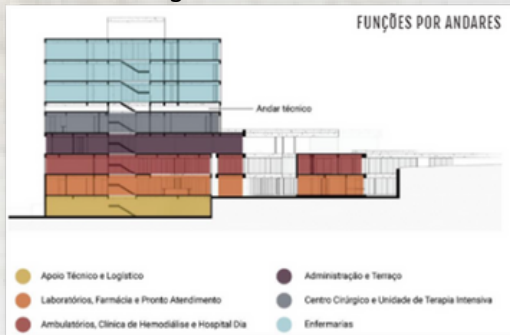 FUNÇÕES POR ANDARES
Andar técnico
Apoio Técnico e Logístico
Administração e Terraço
Laboratórios, Farmácia e Pronto Atendimento
Centro Cirúrgico e Unidade de Terapia Intensiva
Ambulatórios, Clínica de Hemodiálise e Hospital Dia
Enfermarias